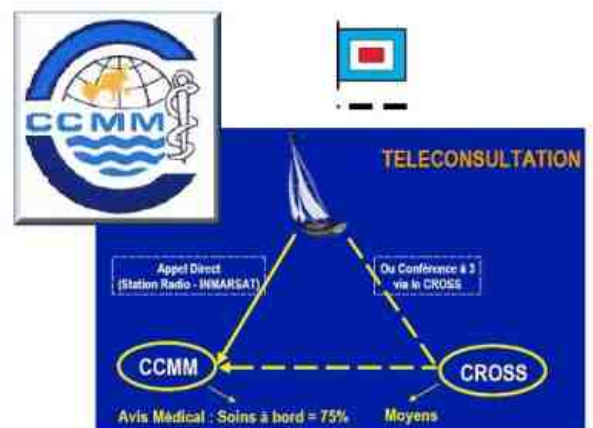 CCMM
TELECONSULTATION
Appel Direct
(Station Radio - INMARSAT)
Ou Conférence à 3
via le CROSS
CCMM
CROSS
Avis Médical : Soins à bord = 75%
Moyens